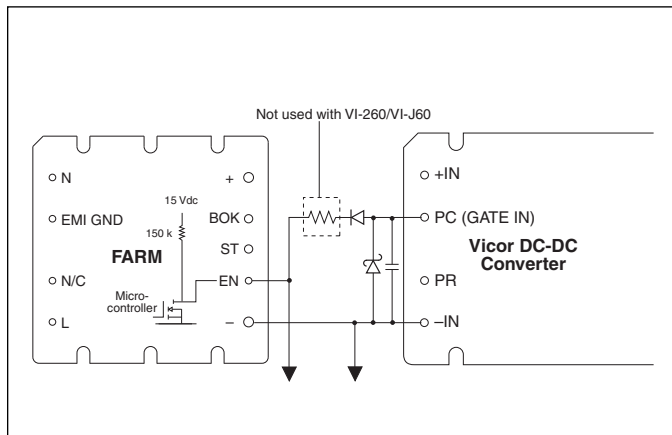 Not used with VI-260/VI-J60
N
EMI GND
N/C
L
15 Vdc
150 k
FARM
Micro-
controller
+
BOK
ST
EN
–
+IN
PC (GATE IN)
Vicor DC-DC
Converter
PR
–IN